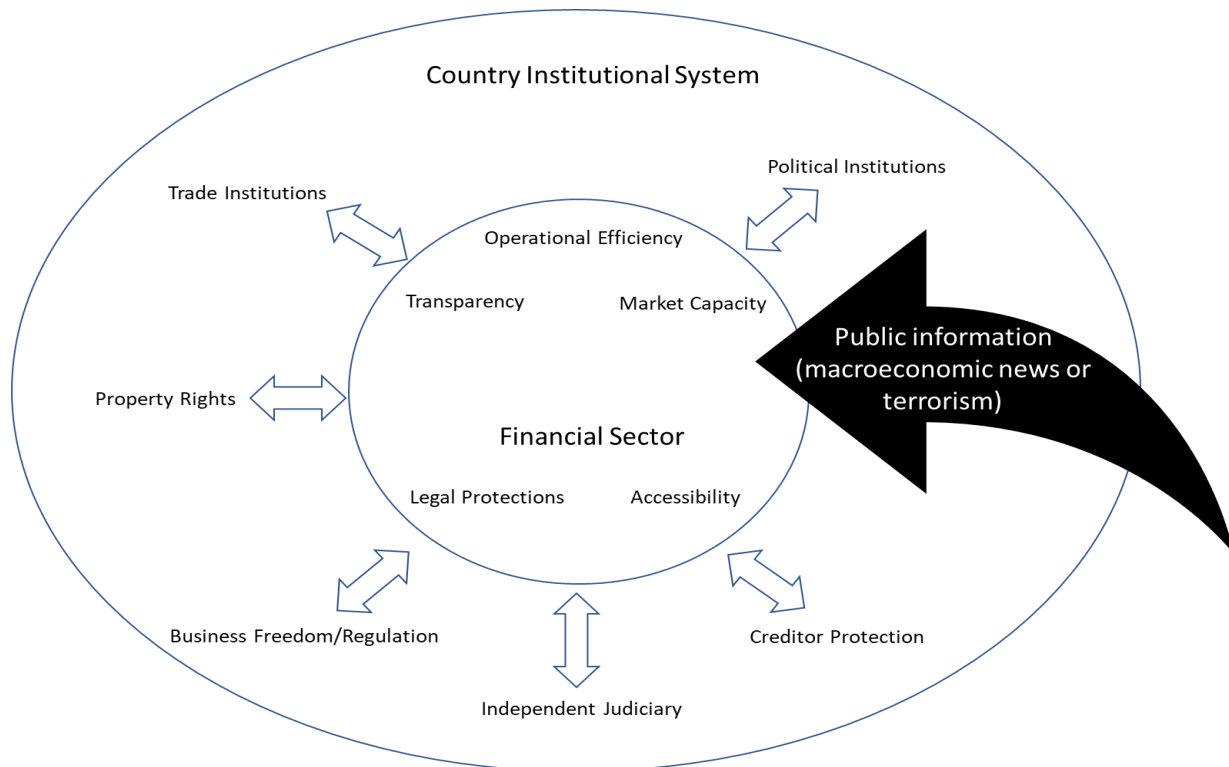 Country Institutional System
Political Institutions
Trade Institutions
Operational Efficiency
Transparency
Market Capacity
Public information
(macroeconomic news or
terrorism)
Property Rights
Financial Sector
Legal Protections
Accessibility
Business Freedom/Regulation
Creditor Protection
Independent Judiciary